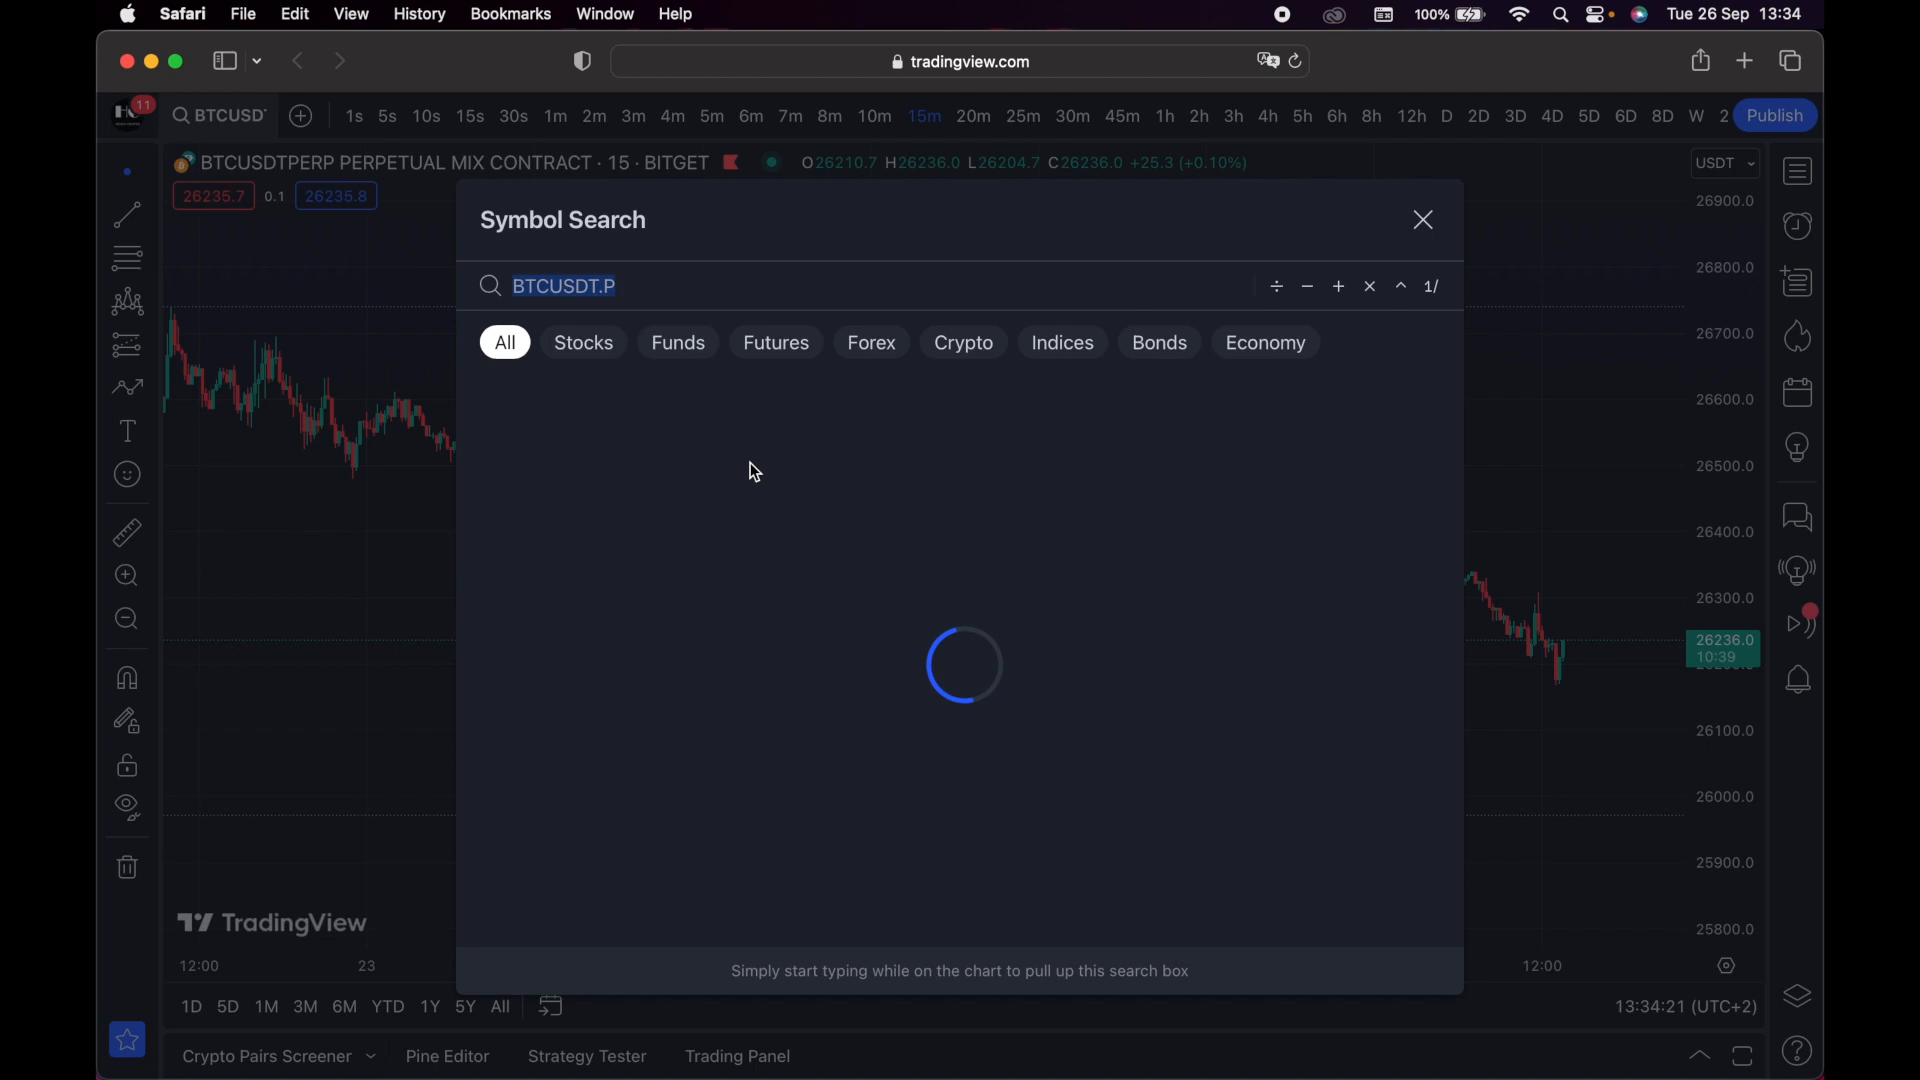 Safari File Edit View History Bookmarks Window Help 100% Tue 26 Sep 13:34
tradingview.com
11
BTCUSDT 1s 5s 10s 15s 30s 1m 2m 3m 4m 5m 6m 7m 8m 10m 15m 20m 25m 30m 45m 1h 2h 3h 4h 5h 6h 8h 12h D 2D 3D 4D 5D 6D 8D W 2 Publish
BTCUSDTPERP PERPETUAL MIX CONTRACT · 15 · BITGET O26210.7 H26236.0 L26204.7 C26236.0 +25.3 (+0.10%) USDT
26235.7 0.1 26235.8
Symbol Search
BTCUSDT.P ÷ − + × ^ 1/
All Stocks Funds Futures Forex Crypto Indices Bonds Economy
26900.0
26800.0
26700.0
26600.0
26500.0
26400.0
26300.0
26236.0
10:39
26100.0
26000.0
25900.0
25800.0
TradingView
12:00 23 12:00
Simply start typing while on the chart to pull up this search box
1D 5D 1M 3M 6M YTD 1Y 5Y All 13:34:21 (UTC+2)
Crypto Pairs Screener Pine Editor Strategy Tester Trading Panel